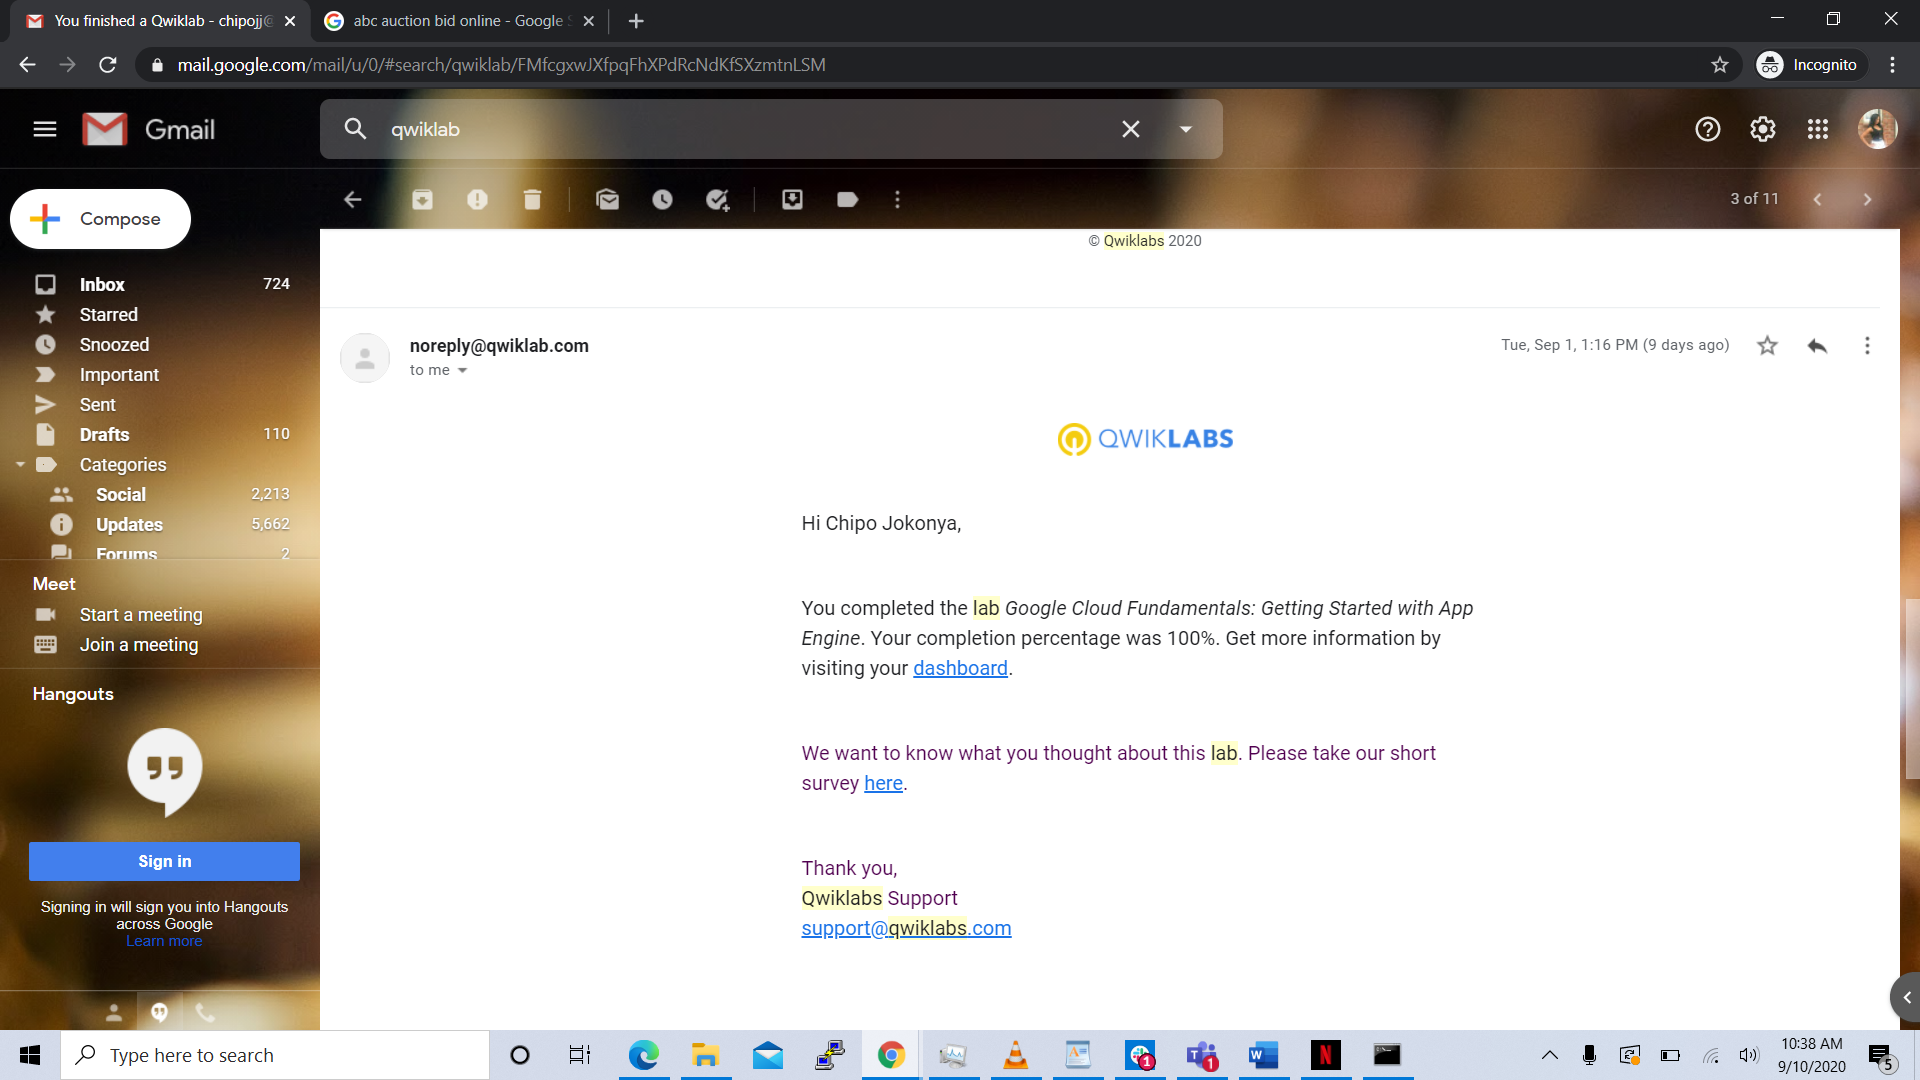 You finished a Qwiklab - chipojj@
abc auction bid online - Google S
mail.google.com/mail/u/0/#search/qwiklab/FMfcgxwJXfpqFhXPdRcNdKfSXzmtnLSM
Incognito
Gmail
qwiklab
Compose
3 of 11
© Qwiklabs 2020
Inbox 724
Starred
Snoozed
Important
Sent
Drafts 110
Categories
Social 2,213
Updates 5,662
Forums 2
Meet
Start a meeting
Join a meeting
Hangouts
Sign in
Signing in will sign you into Hangouts
across Google
Learn more
noreply@qwiklab.com
Tue, Sep 1, 1:16 PM (9 days ago)
to me
QWIKLABS
Hi Chipo Jokonya,
You completed the lab Google Cloud Fundamentals: Getting Started with App
Engine. Your completion percentage was 100%. Get more information by
visiting your dashboard.
We want to know what you thought about this lab. Please take our short
survey here.
Thank you,
Qwiklabs Support
support@qwiklabs.com
Type here to search
10:38 AM
9/10/2020
5